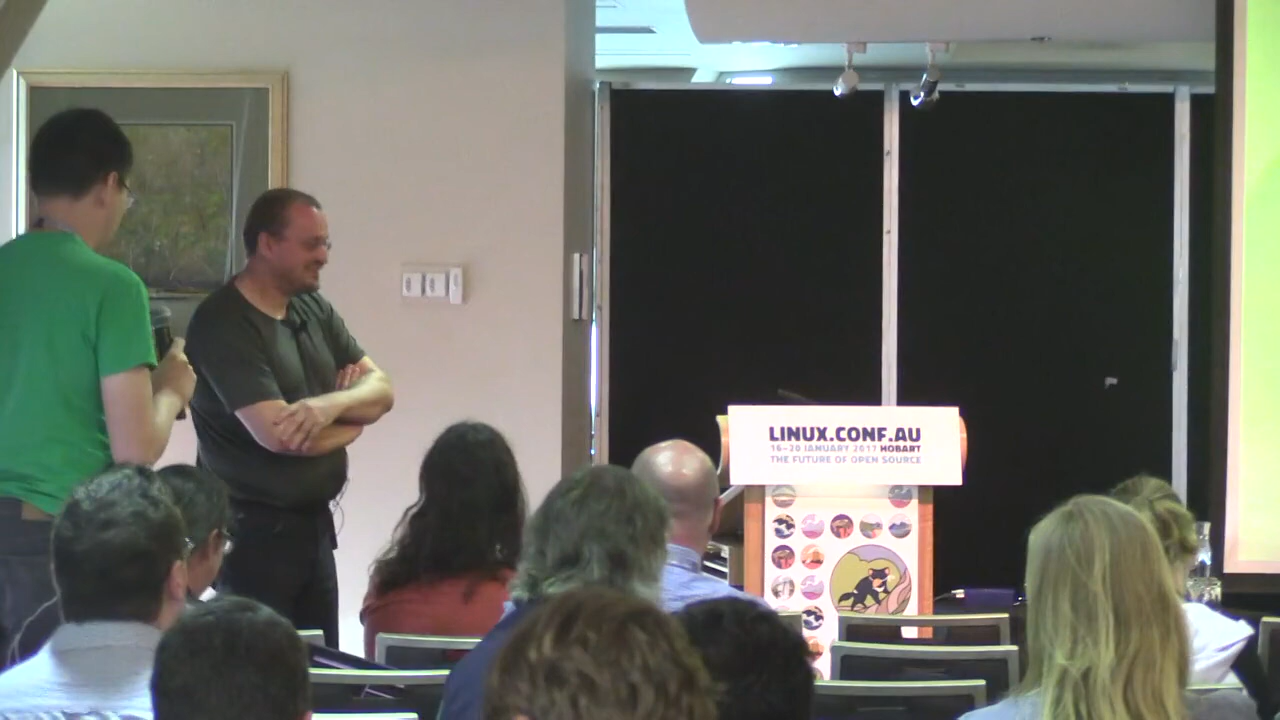 LINUX.CONF.AU
16-20 JANUARY 2017 HOBART
THE FUTURE OF OPEN SOURCE